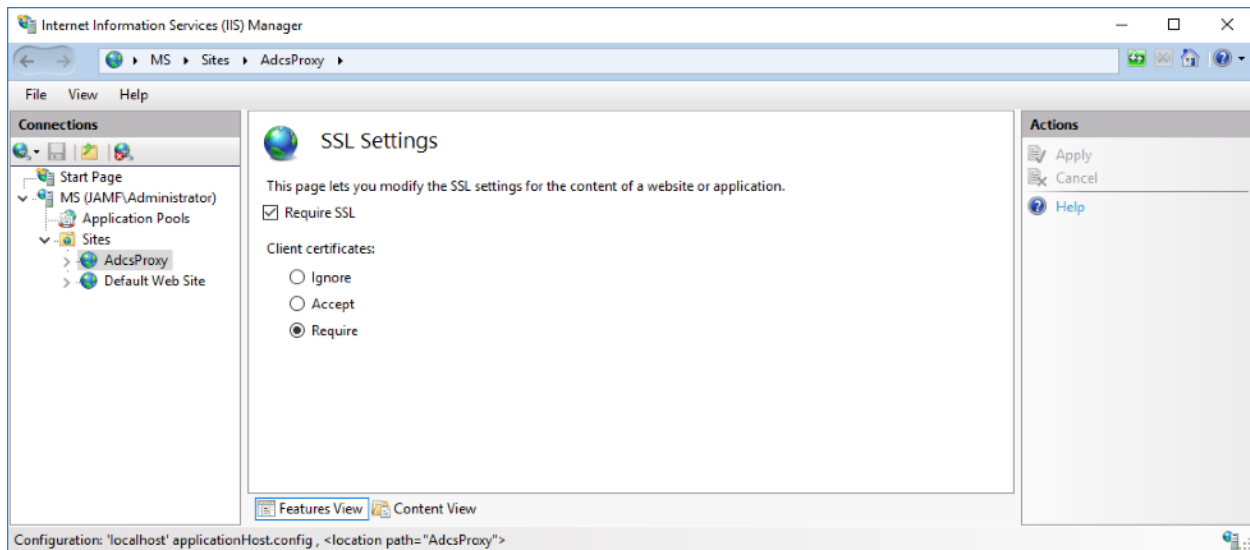 Internet Information Services (IIS) Manager
MS Sites AdcsProxy
File View Help
Connections
Start Page
MS (JAMF\Administrator)
Application Pools
Sites
AdcsProxy
Default Web Site
SSL Settings
This page lets you modify the SSL settings for the content of a website or application.
Require SSL
Client certificates:
Ignore
Accept
Require
Features View Content View
Actions
Apply
Cancel
Help
Configuration: 'localhost' applicationHost.config , <location path="AdcsProxy">